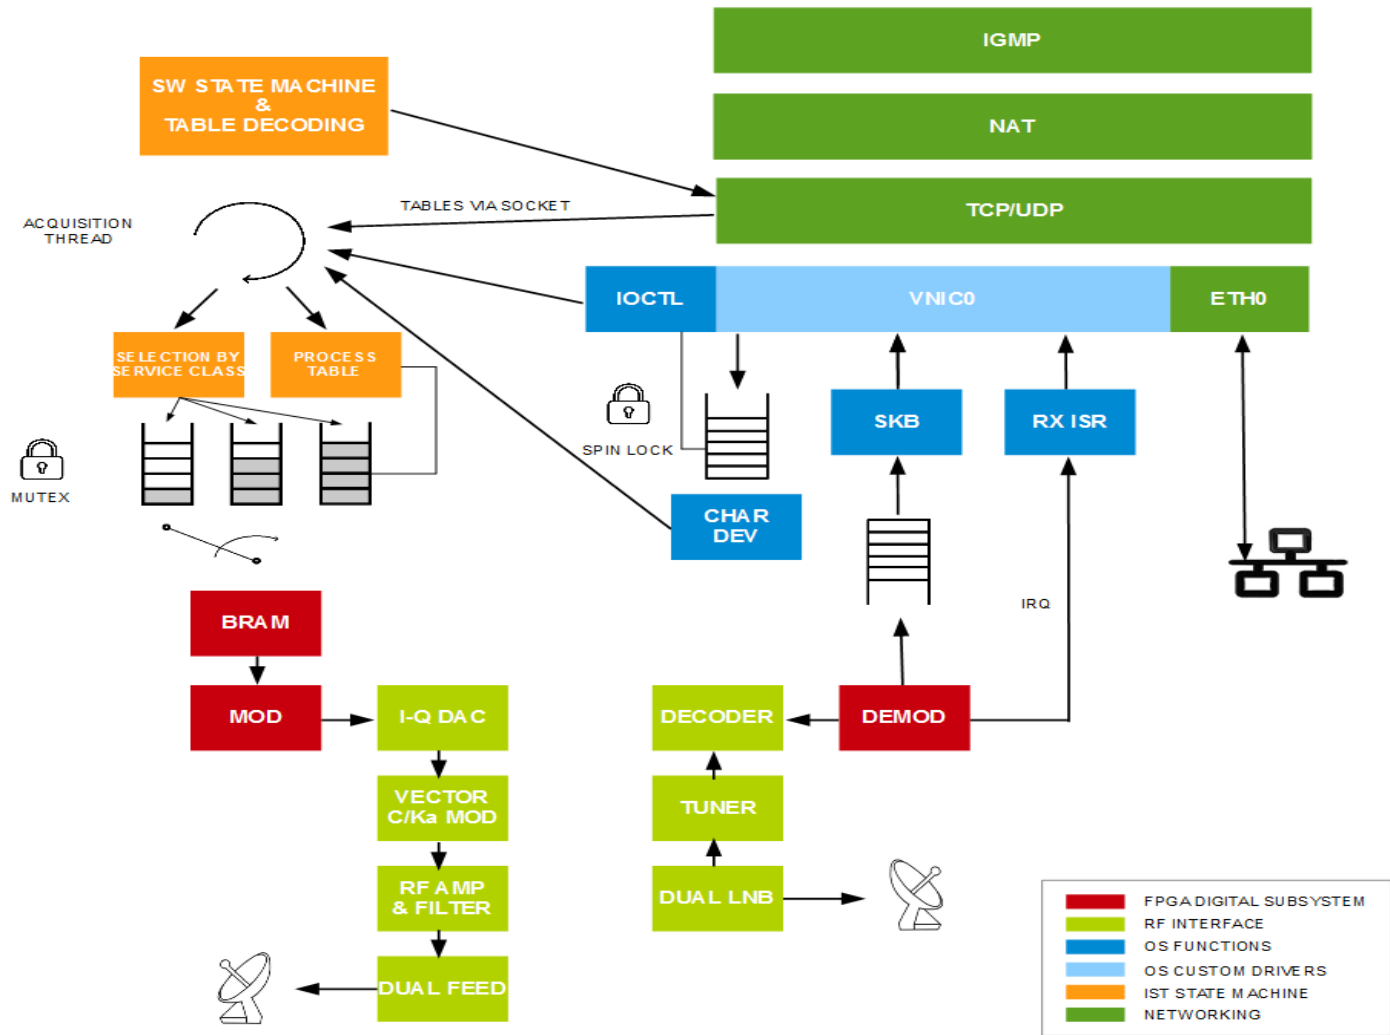 IGMP
SW STATE MACHINE
&
TABLE DECODING
NAT
TCP/UDP
TABLES VIA SOCKET
ACQUISITION
THREAD
IOCTL
VNIC0
ETH0
SELECTION BY
SERVICE CLASS
PROCESS
TABLE
SPIN LOCK
SKB
RX ISR
MUTEX
CHAR
DEV
IRQ
BRAM
MOD
I-Q DAC
DECODER
DEMOD
VECTOR
C/Ka MOD
TUNER
RF AMP
& FILTER
DUAL LNB
DUAL FEED
FPGA DIGITAL SUBSYSTEM
RF INTERFACE
OS FUNCTIONS
OS CUSTOM DRIVERS
IST STATE MACHINE
NETWORKING